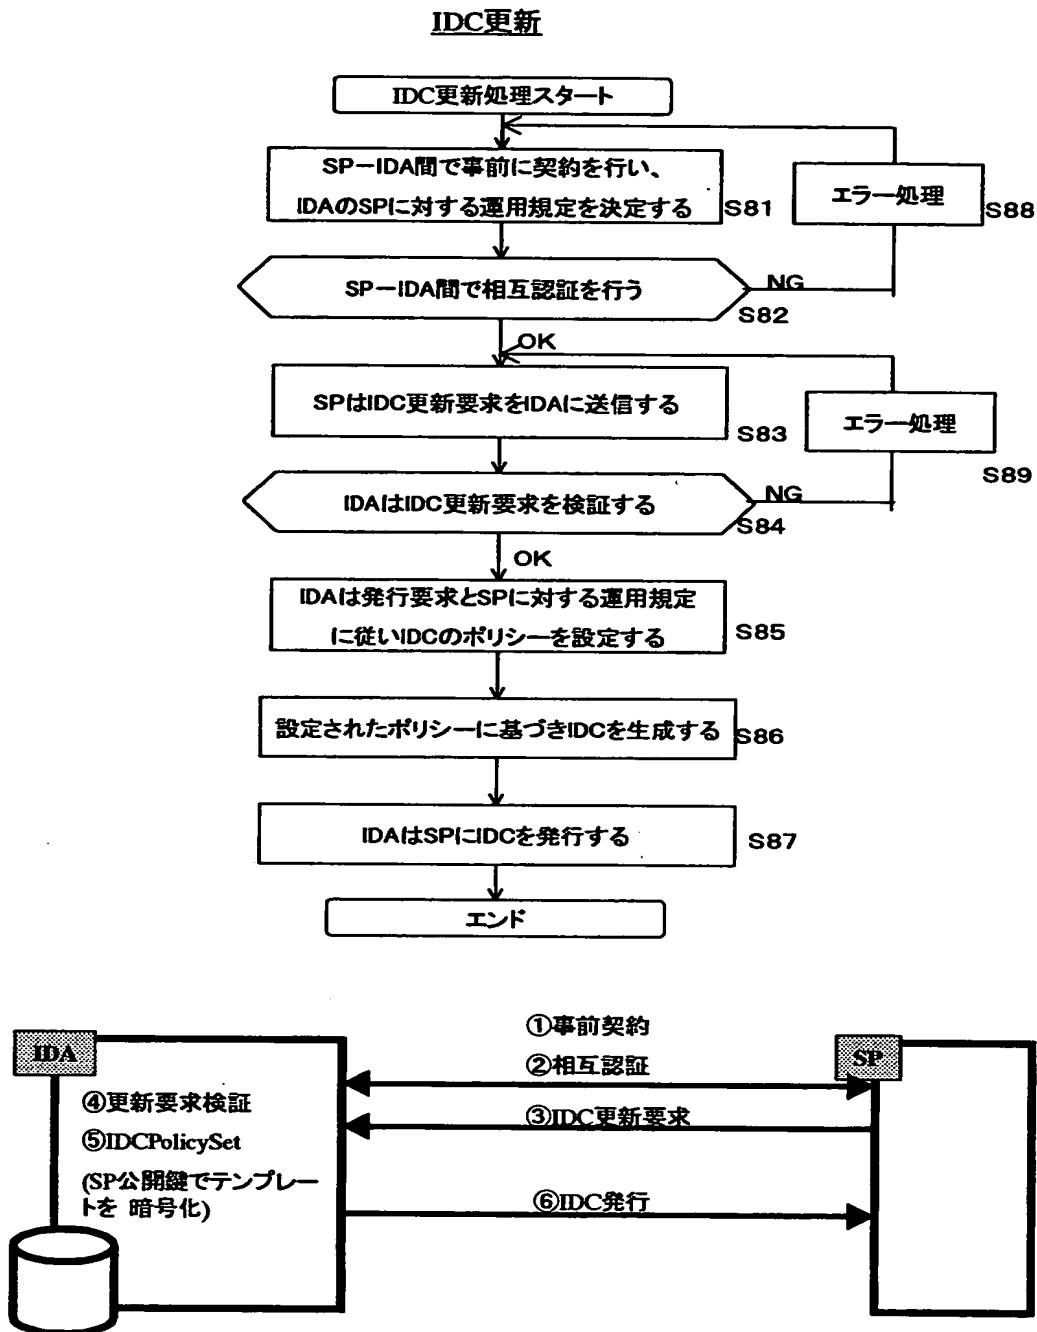 IDC更新
IDC更新処理スタート
SP－IDA間で事前に契約を行い、
IDAのSPに対する運用規定を決定する
S81
エラー処理
S88
SP－IDA間で相互認証を行う
NG
S82
OK
SPはIDC更新要求をIDAに送信する
S83
エラー処理
S89
IDAはIDC更新要求を検証する
NG
S84
OK
IDAは発行要求とSPに対する運用規定
に従いIDCのポリシーを設定する
S85
設定されたポリシーに基づきIDCを生成する
S86
IDAはSPにIDCを発行する
S87
エンド
①事前契約
IDA
②相互認証
SP
④更新要求検証
③IDC更新要求
⑤IDCPolicySet
(SP公開鍵でテンプレー
トを 暗号化)
⑥IDC発行